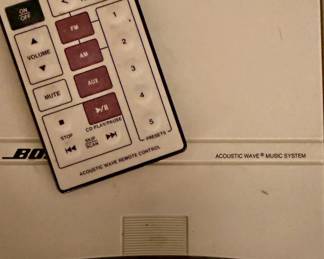 ON
OFF
FM
1
VOLUME
AM
2
AUX
3
MUTE
4
STOP
CD PLAY/PAUSE
5
SCAN
PRESETS
ACOUSTIC WAVE REMOTE CONTROL
ACOUSTIC WAVE® MUSIC SYSTEM